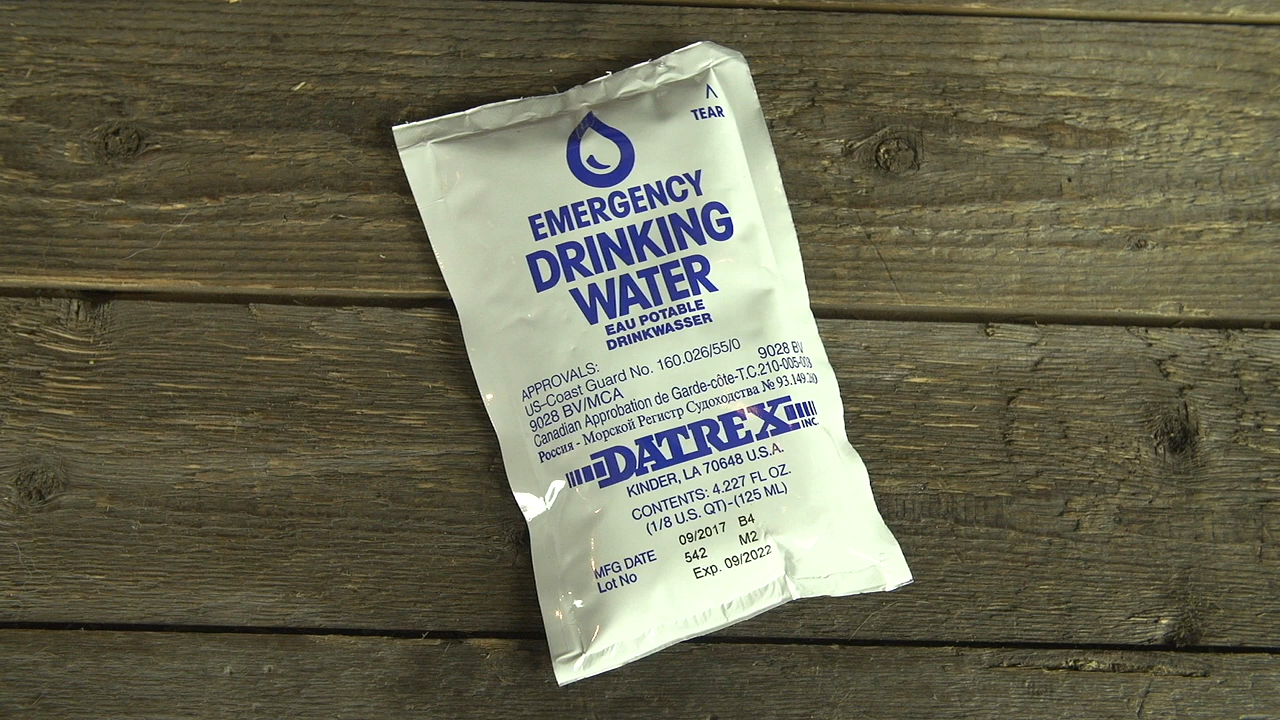 TEAR
EMERGENCY
DRINKING
WATER
EAU POTABLE
DRINKWASSER
APPROVALS:
US-Coast Guard No. 160.026/55/0 9028 BV
9028 BV/MCA
Canadian Approbation de Garde-côte-T.C.210-005-009
Россия - Морской Регистр Судоходства № 93.149.
DATREX INC.
KINDER, LA 70648 U.S.A.
CONTENTS: 4.227 FL OZ.
(1/8 U.S. QT)-(125 ML)
09/2017 B4
MFG DATE 542 M2
Lot No Exp. 09/2022